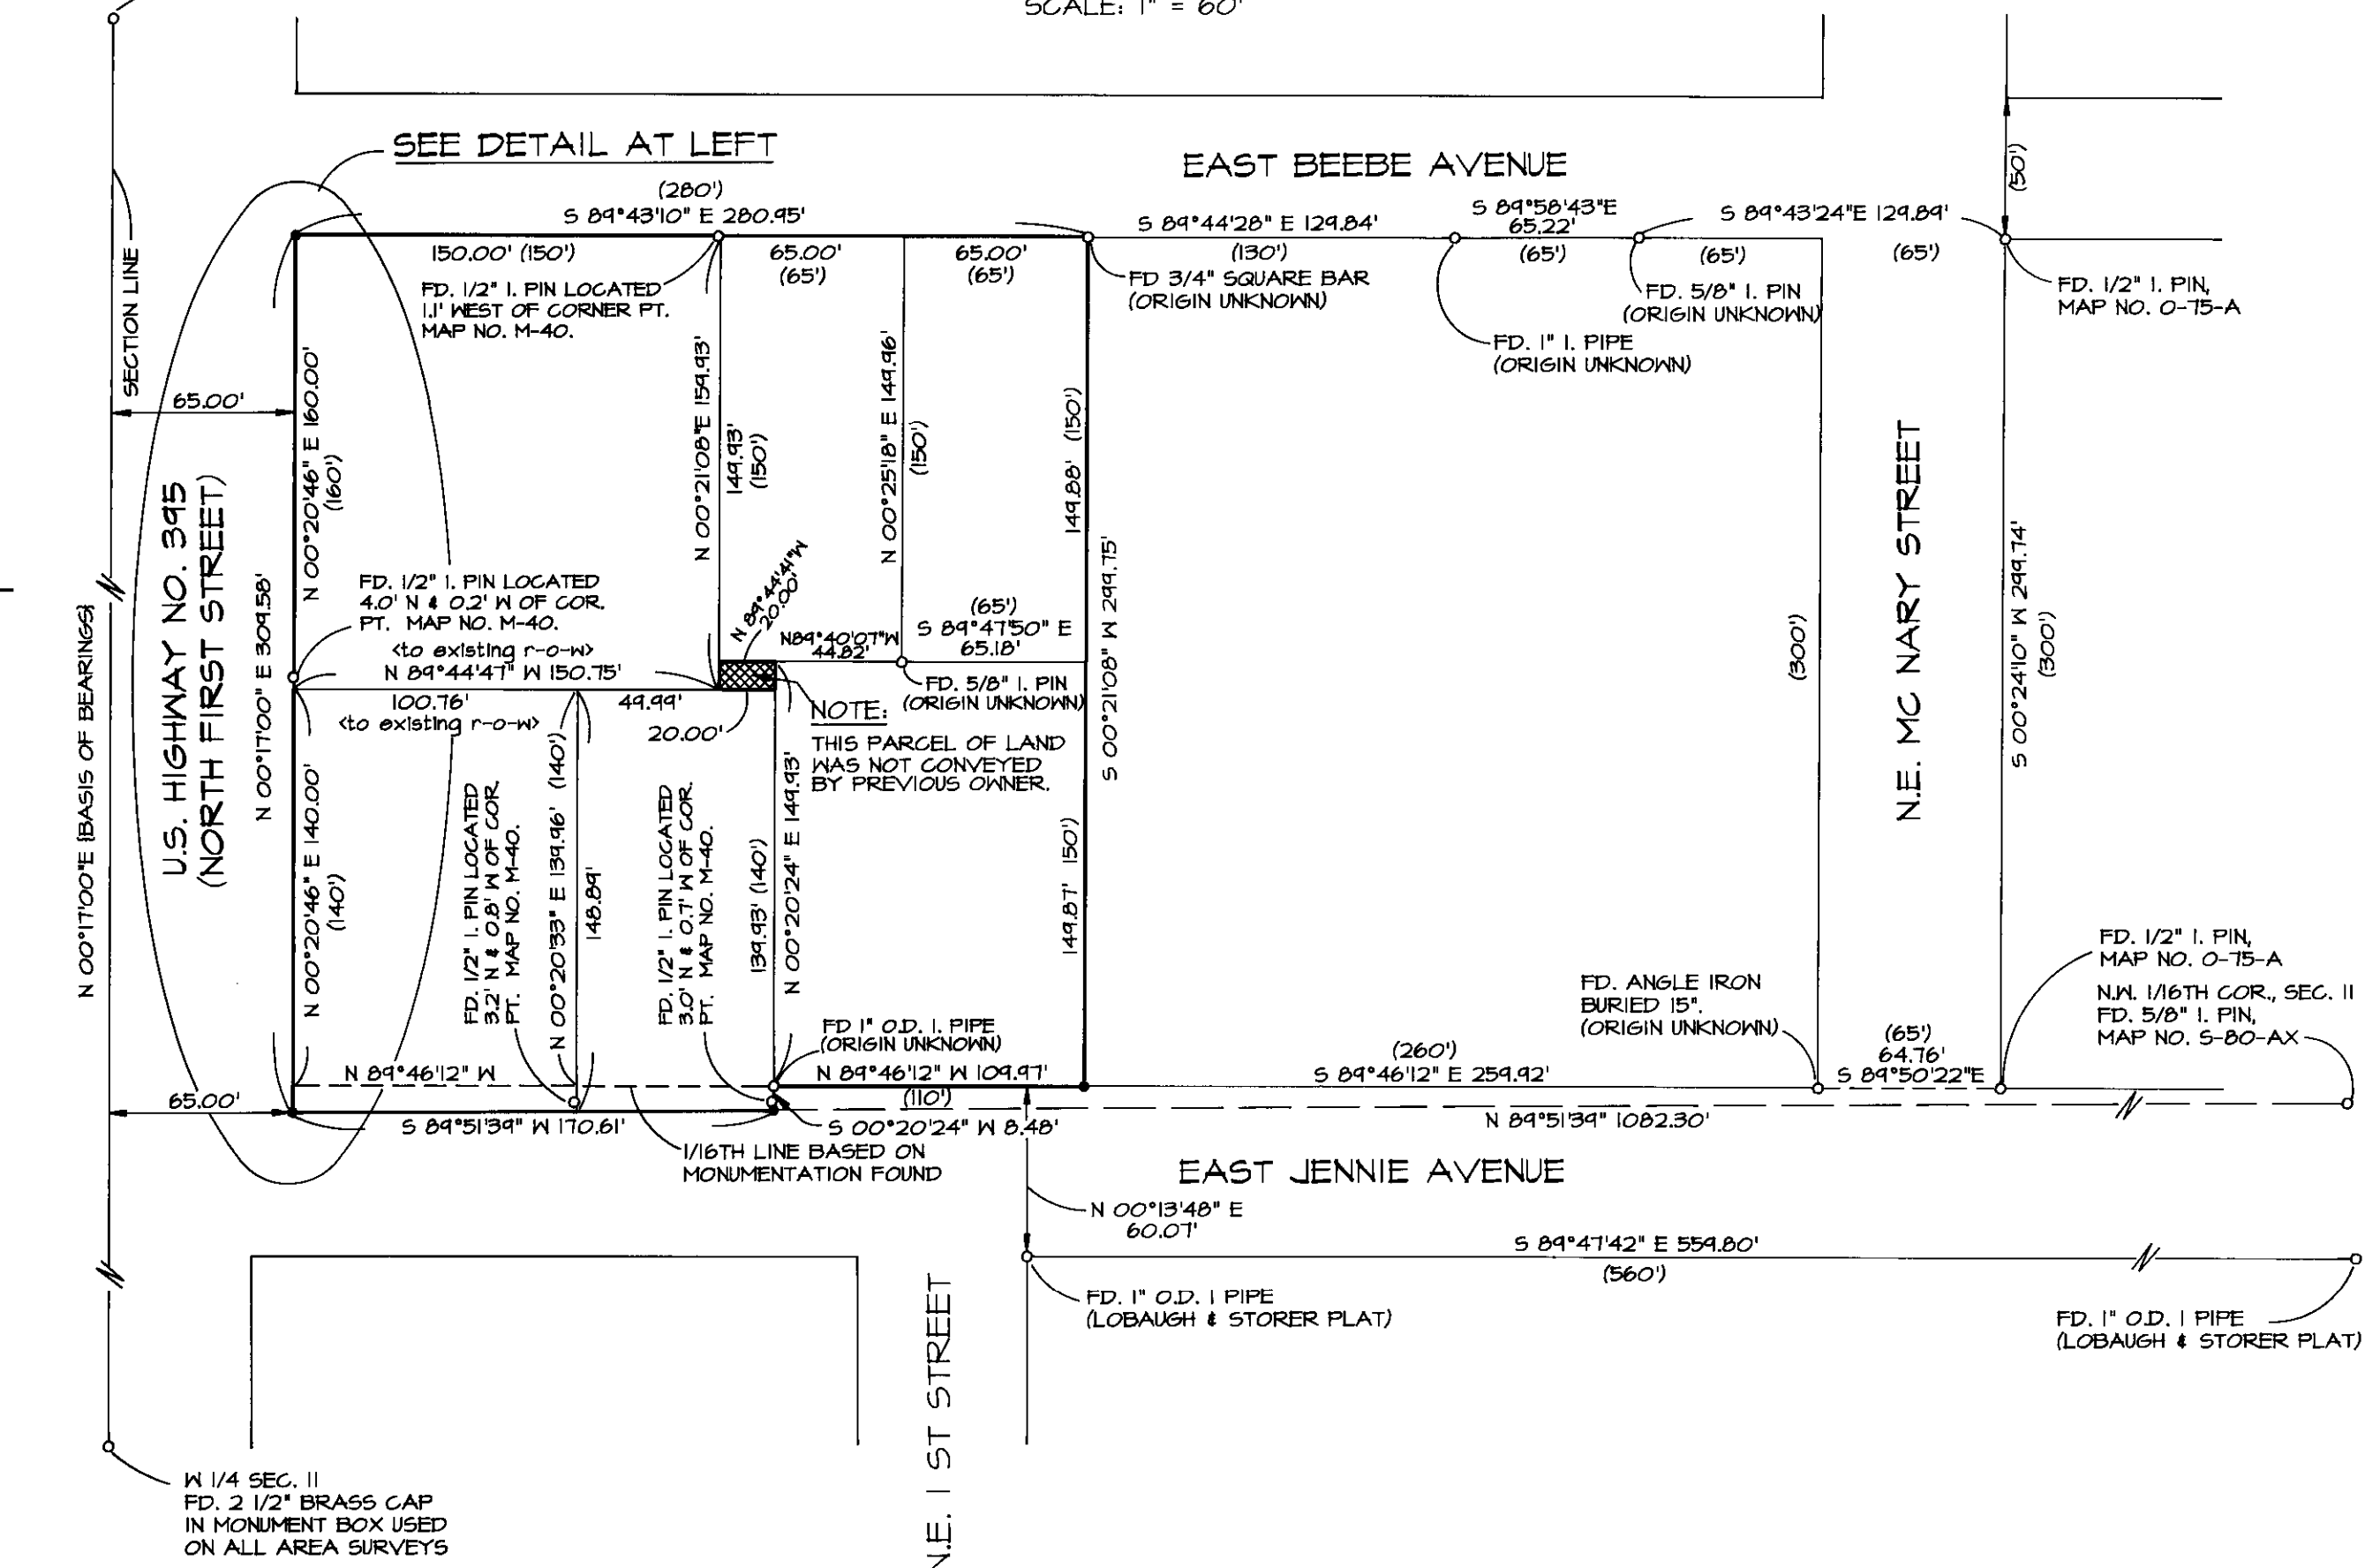 SCALE: 1" = 60'
SEE DETAIL AT LEFT
EAST BEEBE AVENUE
(50')
(280')
S 89°43'10" E 280.95'
150.00' (150')
65.00'
(65')
65.00'
(65')
S 89°44'28" E 129.84'
(130')
S 89°58'43"E
65.22'
(65')
S 89°43'24"E 129.89'
(65')
(65')
FD. 1/2" I. PIN LOCATED
1.1' WEST OF CORNER PT.
MAP NO. M-40.
FD 3/4" SQUARE BAR
(ORIGIN UNKNOWN)
FD. 1" I. PIPE
(ORIGIN UNKNOWN)
FD. 5/8" I. PIN
(ORIGIN UNKNOWN)
FD. 1/2" I. PIN,
MAP NO. O-75-A
SECTION LINE
65.00'
N 00°17'00"E {BASIS OF BEARINGS}
U.S. HIGHWAY NO. 395
(NORTH FIRST STREET)
N 00°17'00" E 309.58'
N 00°20'46" E 160.00'
(160')
N 00°21'08"E 159.93'
149.93'
(150')
N 00°25'18" E 149.96'
(150')
149.88' (150')
S 00°21'08" W 299.75'
FD. 1/2" I. PIN LOCATED
4.0' N & 0.2' W OF COR.
PT. MAP NO. M-40.
<to existing r-o-w>
N 89°44'47" W 150.75'
100.76'
<to existing r-o-w>
49.99'
20.00'
N 89°44'41"W
20.00'
N89°40'07"W
44.82'
(65')
S 89°47'50" E
65.18'
FD. 5/8" I. PIN
(ORIGIN UNKNOWN)
NOTE:
THIS PARCEL OF LAND
WAS NOT CONVEYED
BY PREVIOUS OWNER.
(300')
N.E. MC NARY STREET
S 00°24'10" W 299.74'
(300')
N 00°20'46" E 140.00'
(140')
FD. 1/2" I. PIN LOCATED
3.2' N & 0.8' W OF COR.
PT. MAP NO. M-40.
N 00°20'33" E 139.96' (140')
148.89'
FD. 1/2" I. PIN LOCATED
3.0' N & 0.7' W OF COR.
PT. MAP NO. M-40.
139.93' (140')
N 00°20'24" E 149.93'
149.87' 150')
FD 1" O.D. I. PIPE
(ORIGIN UNKNOWN)
N 89°46'12" W
N 89°46'12" W 109.97'
(110')
65.00'
S 89°51'39" W 170.61'
S 00°20'24" W 8.48'
1/16TH LINE BASED ON
MONUMENTATION FOUND
FD. ANGLE IRON
BURIED 15".
(ORIGIN UNKNOWN)
(260')
S 89°46'12" E 259.92'
(65')
64.76'
S 89°50'22"E
FD. 1/2" I. PIN,
MAP NO. O-75-A
N.W. 1/16TH COR., SEC. 11
FD. 5/8" I. PIN,
MAP NO. S-80-AX
N 89°51'39" 1082.30'
EAST JENNIE AVENUE
N 00°13'48" E
60.07'
S 89°47'42" E 559.80'
(560')
FD. 1" O.D. I PIPE
(LOBAUGH & STORER PLAT)
FD. 1" O.D. I PIPE
(LOBAUGH & STORER PLAT)
N.E. 1 ST STREET
W 1/4 SEC. 11
FD. 2 1/2" BRASS CAP
IN MONUMENT BOX USED
ON ALL AREA SURVEYS